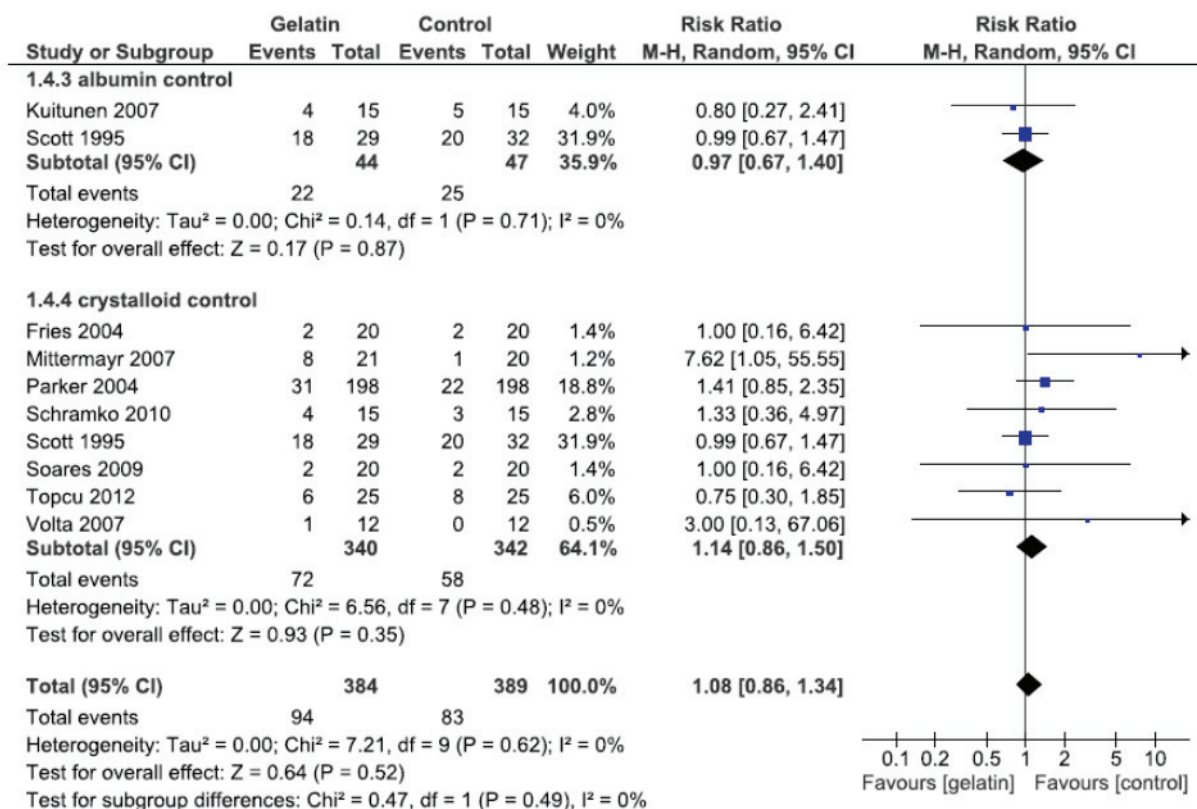 Gelatin Control Risk Ratio Risk Ratio
Study or Subgroup Events Total Events Total Weight M-H, Random, 95% CI M-H, Random, 95% CI
1.4.3 albumin control
Kuitunen 2007 4 15 5 15 4.0% 0.80 [0.27, 2.41]
Scott 1995 18 29 20 32 31.9% 0.99 [0.67, 1.47]
Subtotal (95% CI) 44 47 35.9% 0.97 [0.67, 1.40]
Total events 22 25
Heterogeneity: Tau² = 0.00; Chi² = 0.14, df = 1 (P = 0.71); I² = 0%
Test for overall effect: Z = 0.17 (P = 0.87)
1.4.4 crystalloid control
Fries 2004 2 20 2 20 1.4% 1.00 [0.16, 6.42]
Mittermayr 2007 8 21 1 20 1.2% 7.62 [1.05, 55.55]
Parker 2004 31 198 22 198 18.8% 1.41 [0.85, 2.35]
Schramko 2010 4 15 3 15 2.8% 1.33 [0.36, 4.97]
Scott 1995 18 29 20 32 31.9% 0.99 [0.67, 1.47]
Soares 2009 2 20 2 20 1.4% 1.00 [0.16, 6.42]
Topcu 2012 6 25 8 25 6.0% 0.75 [0.30, 1.85]
Volta 2007 1 12 0 12 0.5% 3.00 [0.13, 67.06]
Subtotal (95% CI) 340 342 64.1% 1.14 [0.86, 1.50]
Total events 72 58
Heterogeneity: Tau² = 0.00; Chi² = 6.56, df = 7 (P = 0.48); I² = 0%
Test for overall effect: Z = 0.93 (P = 0.35)
Total (95% CI) 384 389 100.0% 1.08 [0.86, 1.34]
Total events 94 83
Heterogeneity: Tau² = 0.00; Chi² = 7.21, df = 9 (P = 0.62); I² = 0%
Test for overall effect: Z = 0.64 (P = 0.52)
Test for subgroup differences: Chi² = 0.47, df = 1 (P = 0.49), I² = 0%
0.1 0.2 0.5 1 2 5 10
Favours [gelatin] Favours [control]